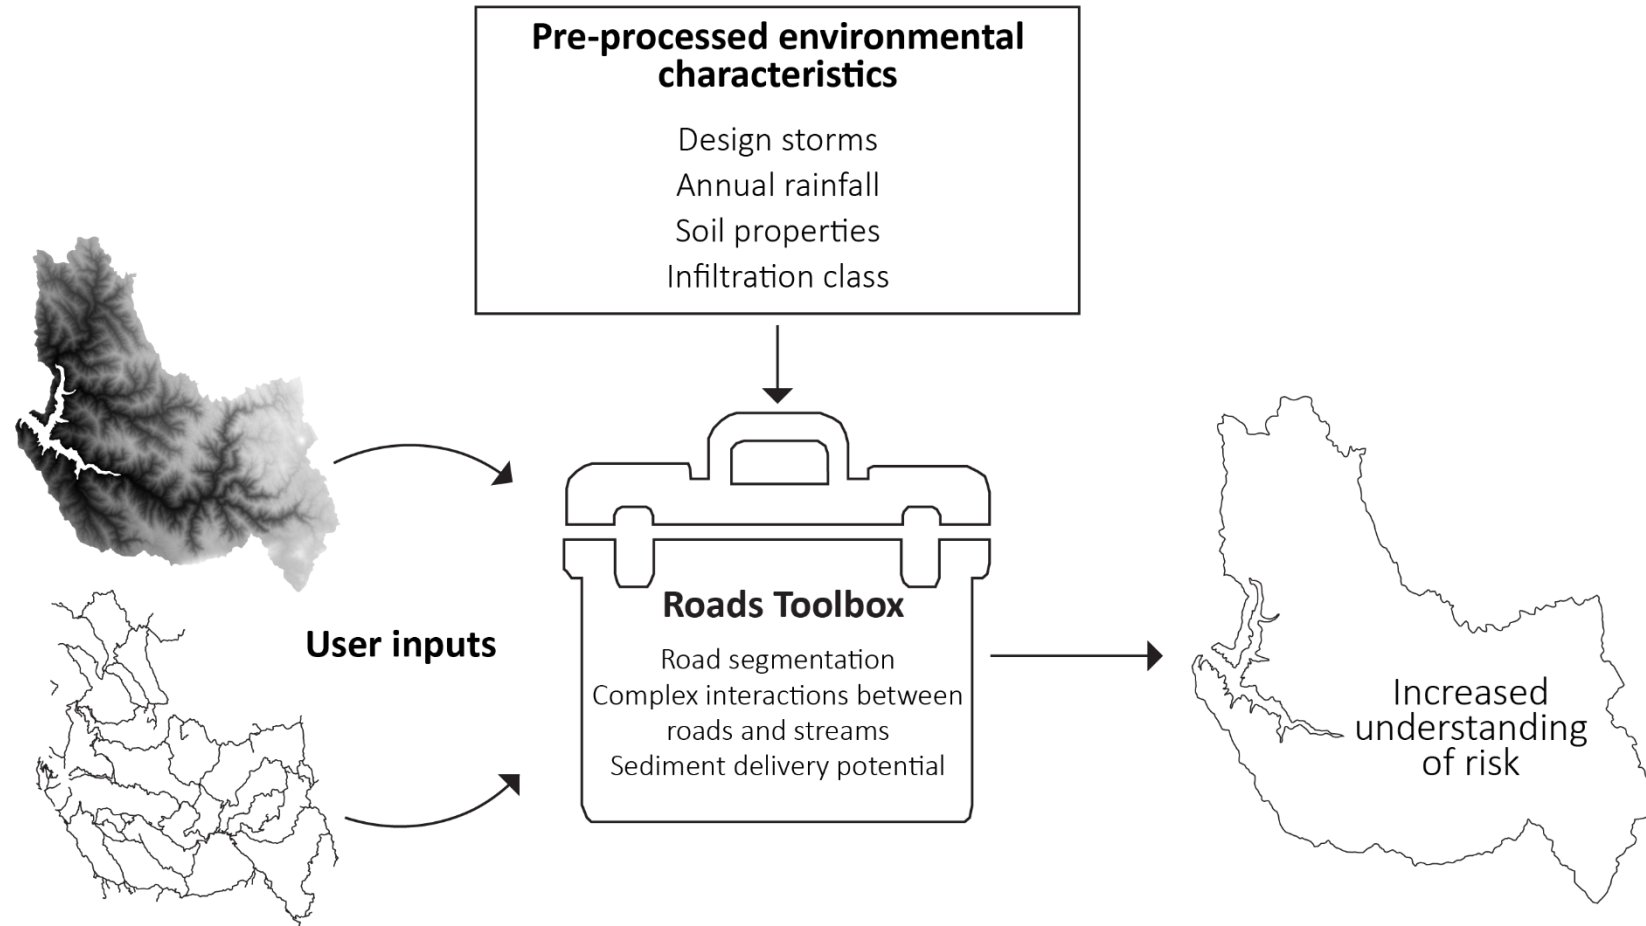 Pre-processed environmental
characteristics
Design storms
Annual rainfall
Soil properties
Infiltration class
User inputs
Roads Toolbox
Road segmentation
Complex interactions between
roads and streams
Sediment delivery potential
Increased
understanding
of risk